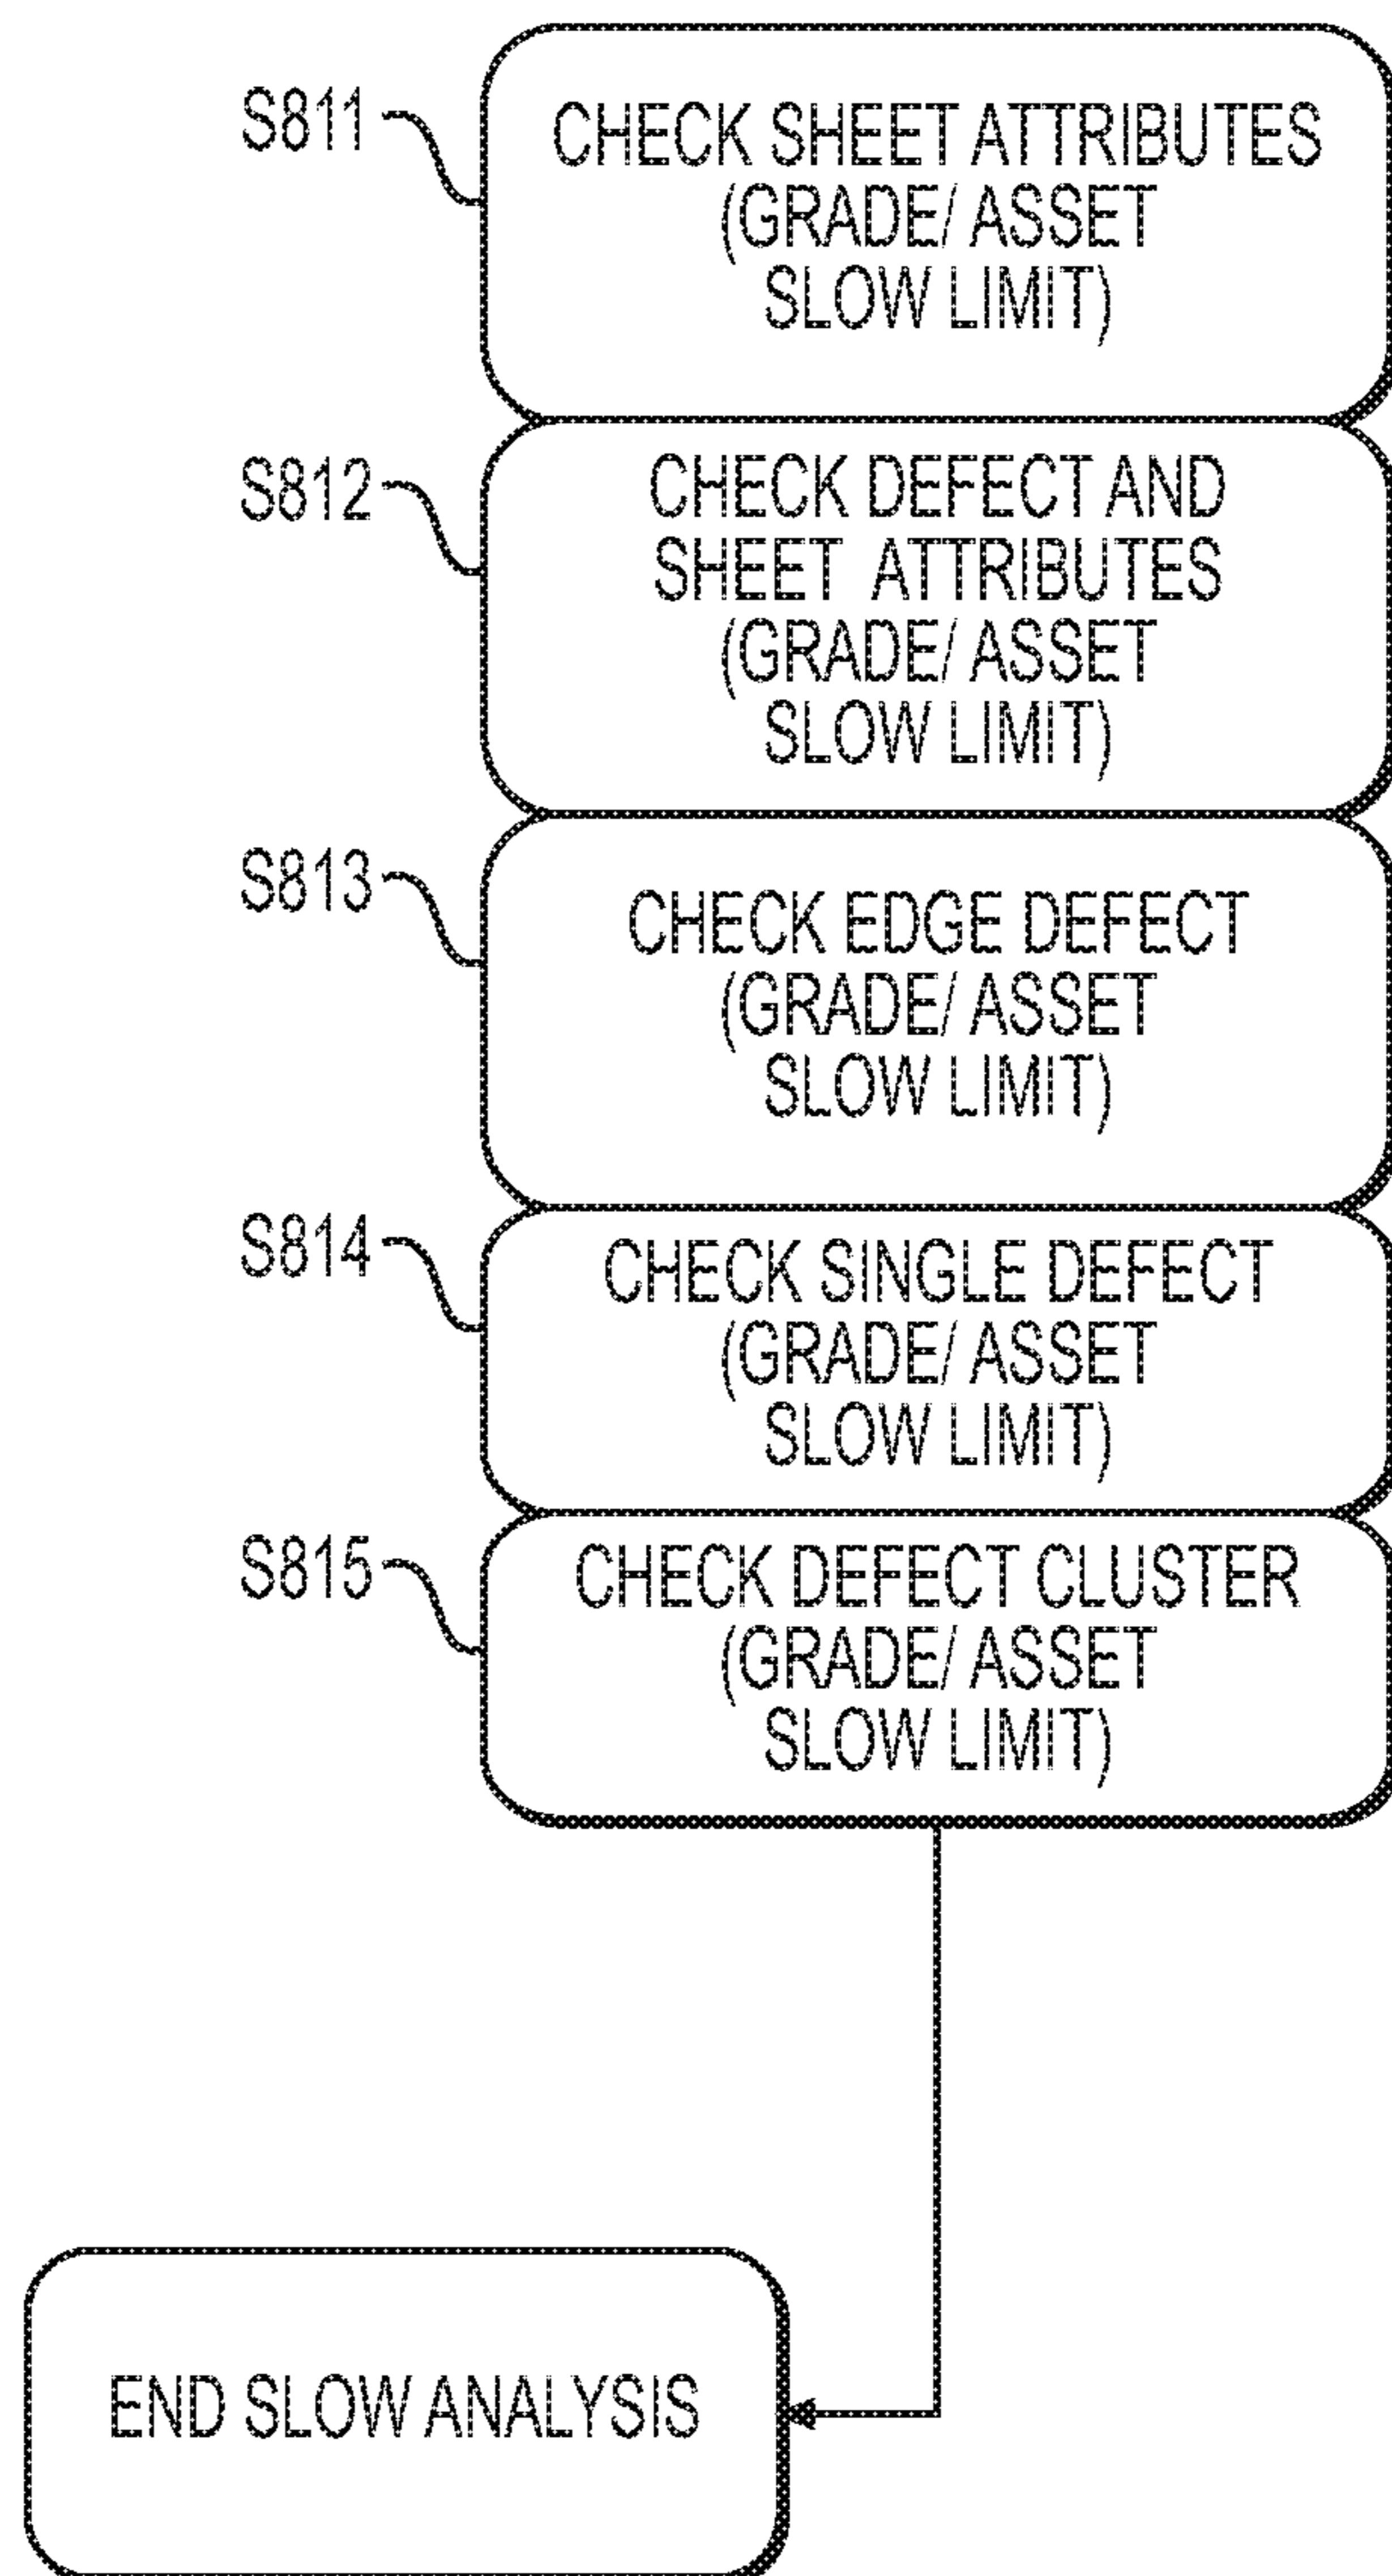 S811
CHECK SHEET ATTRIBUTES
(GRADE/ ASSET
SLOW LIMIT)
S812
CHECK DEFECT AND
SHEET ATTRIBUTES
(GRADE/ ASSET
SLOW LIMIT)
S813
CHECK EDGE DEFECT
(GRADE/ ASSET
SLOW LIMIT)
S814
CHECK SINGLE DEFECT
(GRADE/ ASSET
SLOW LIMIT)
S815
CHECK DEFECT CLUSTER
(GRADE/ ASSET
SLOW LIMIT)
END SLOW ANALYSIS